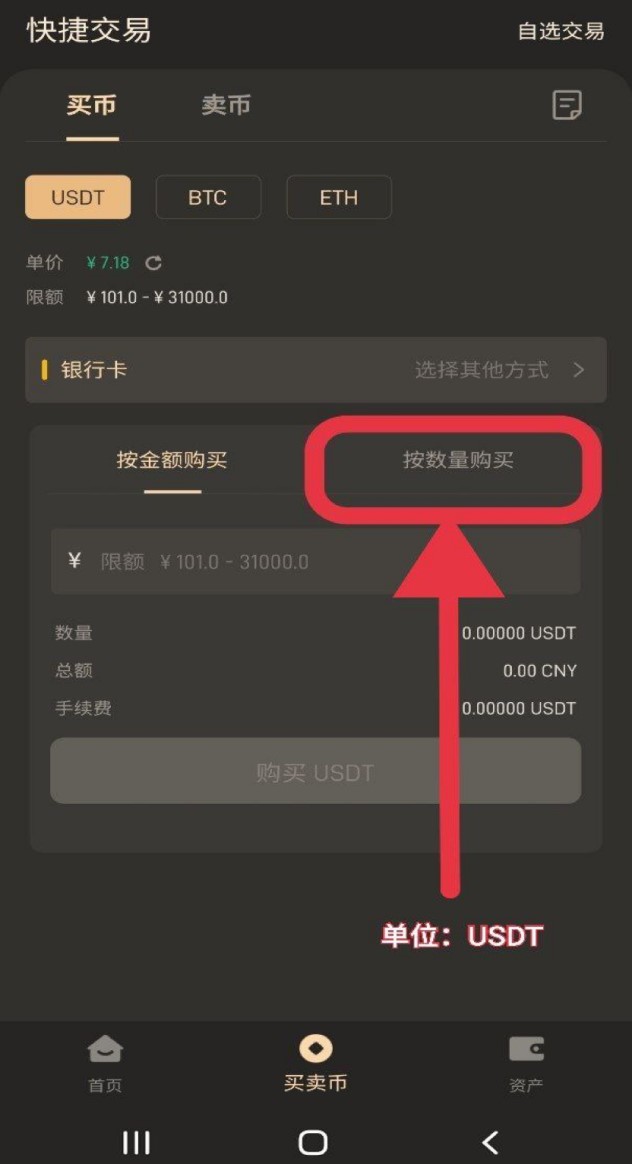 快捷交易 自选交易
买币 卖币
USDT BTC ETH
单价 ¥ 7.18
限额 ¥ 101.0 - ¥ 31000.0
银行卡 选择其他方式 >
按金额购买 按数量购买
¥ 限额 ¥ 101.0 - 31000.0
数量 0.00000 USDT
总额 0.00 CNY
手续费 0.00000 USDT
购买 USDT
单位：USDT
首页 买卖币 资产